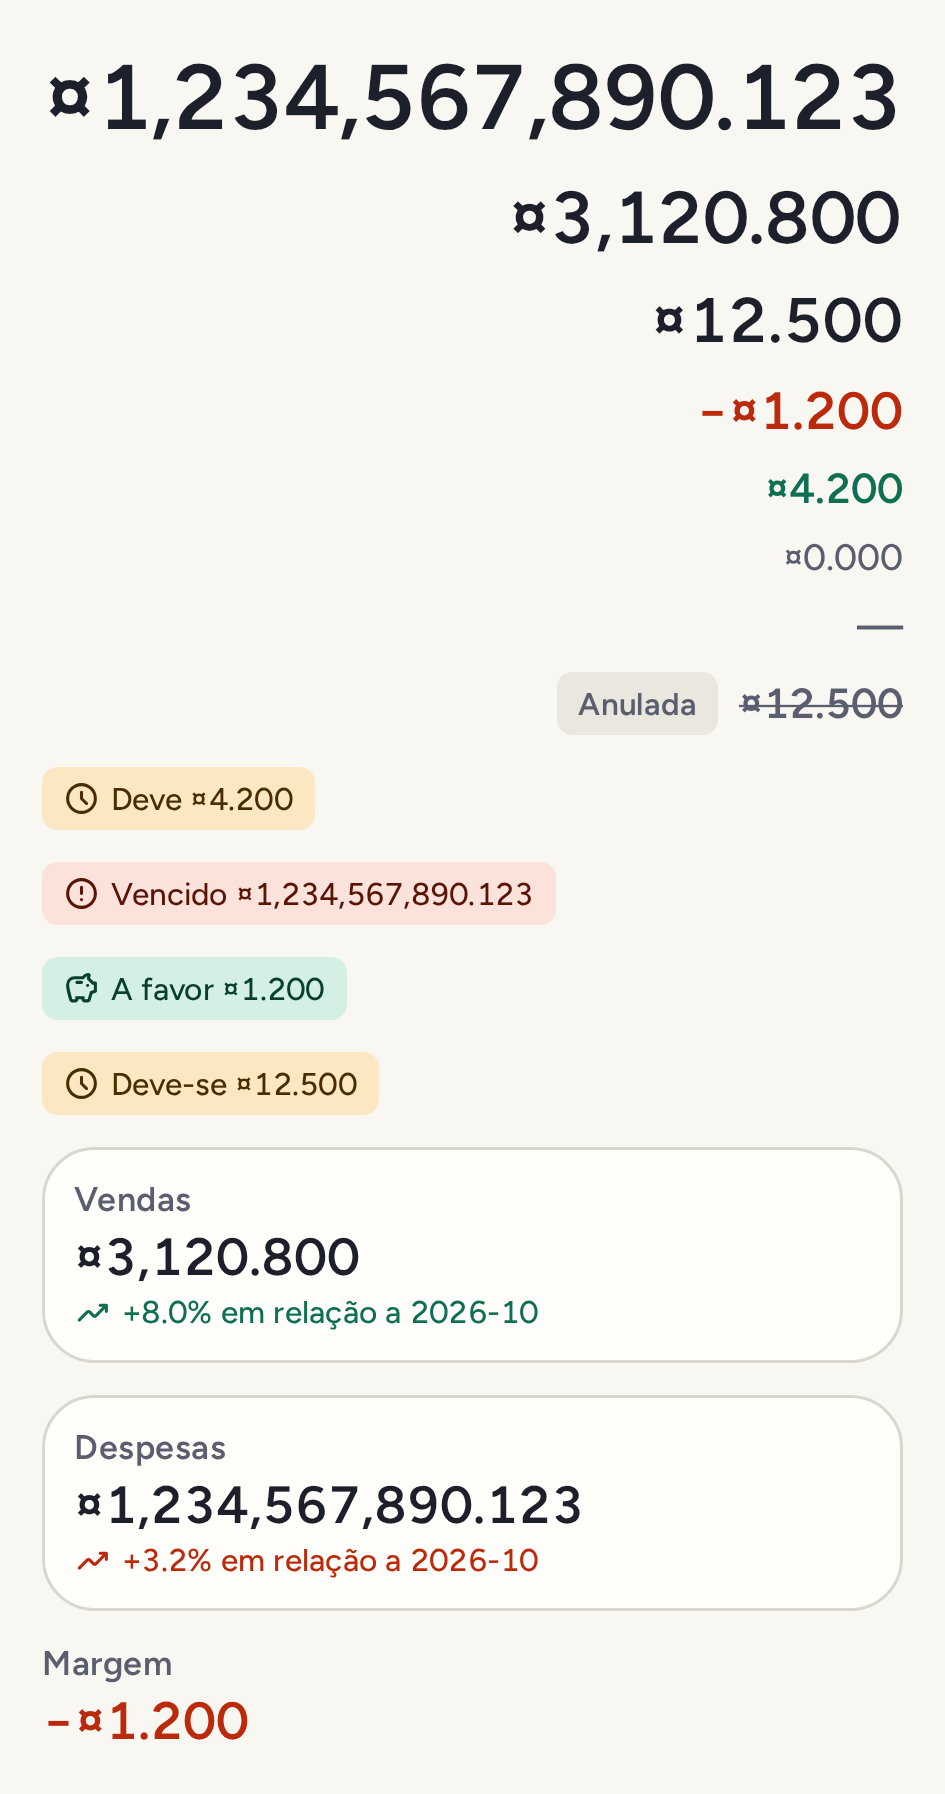 ¤1,234,567,890.123
¤3,120.800
¤12.500
−¤1.200
¤4.200
¤0.000
—
Anulada ¤12.500
Deve ¤4.200
Vencido ¤1,234,567,890.123
A favor ¤1.200
Deve-se ¤12.500
Vendas
¤3,120.800
+8.0% em relação a 2026-10
Despesas
¤1,234,567,890.123
+3.2% em relação a 2026-10
Margem
−¤1.200